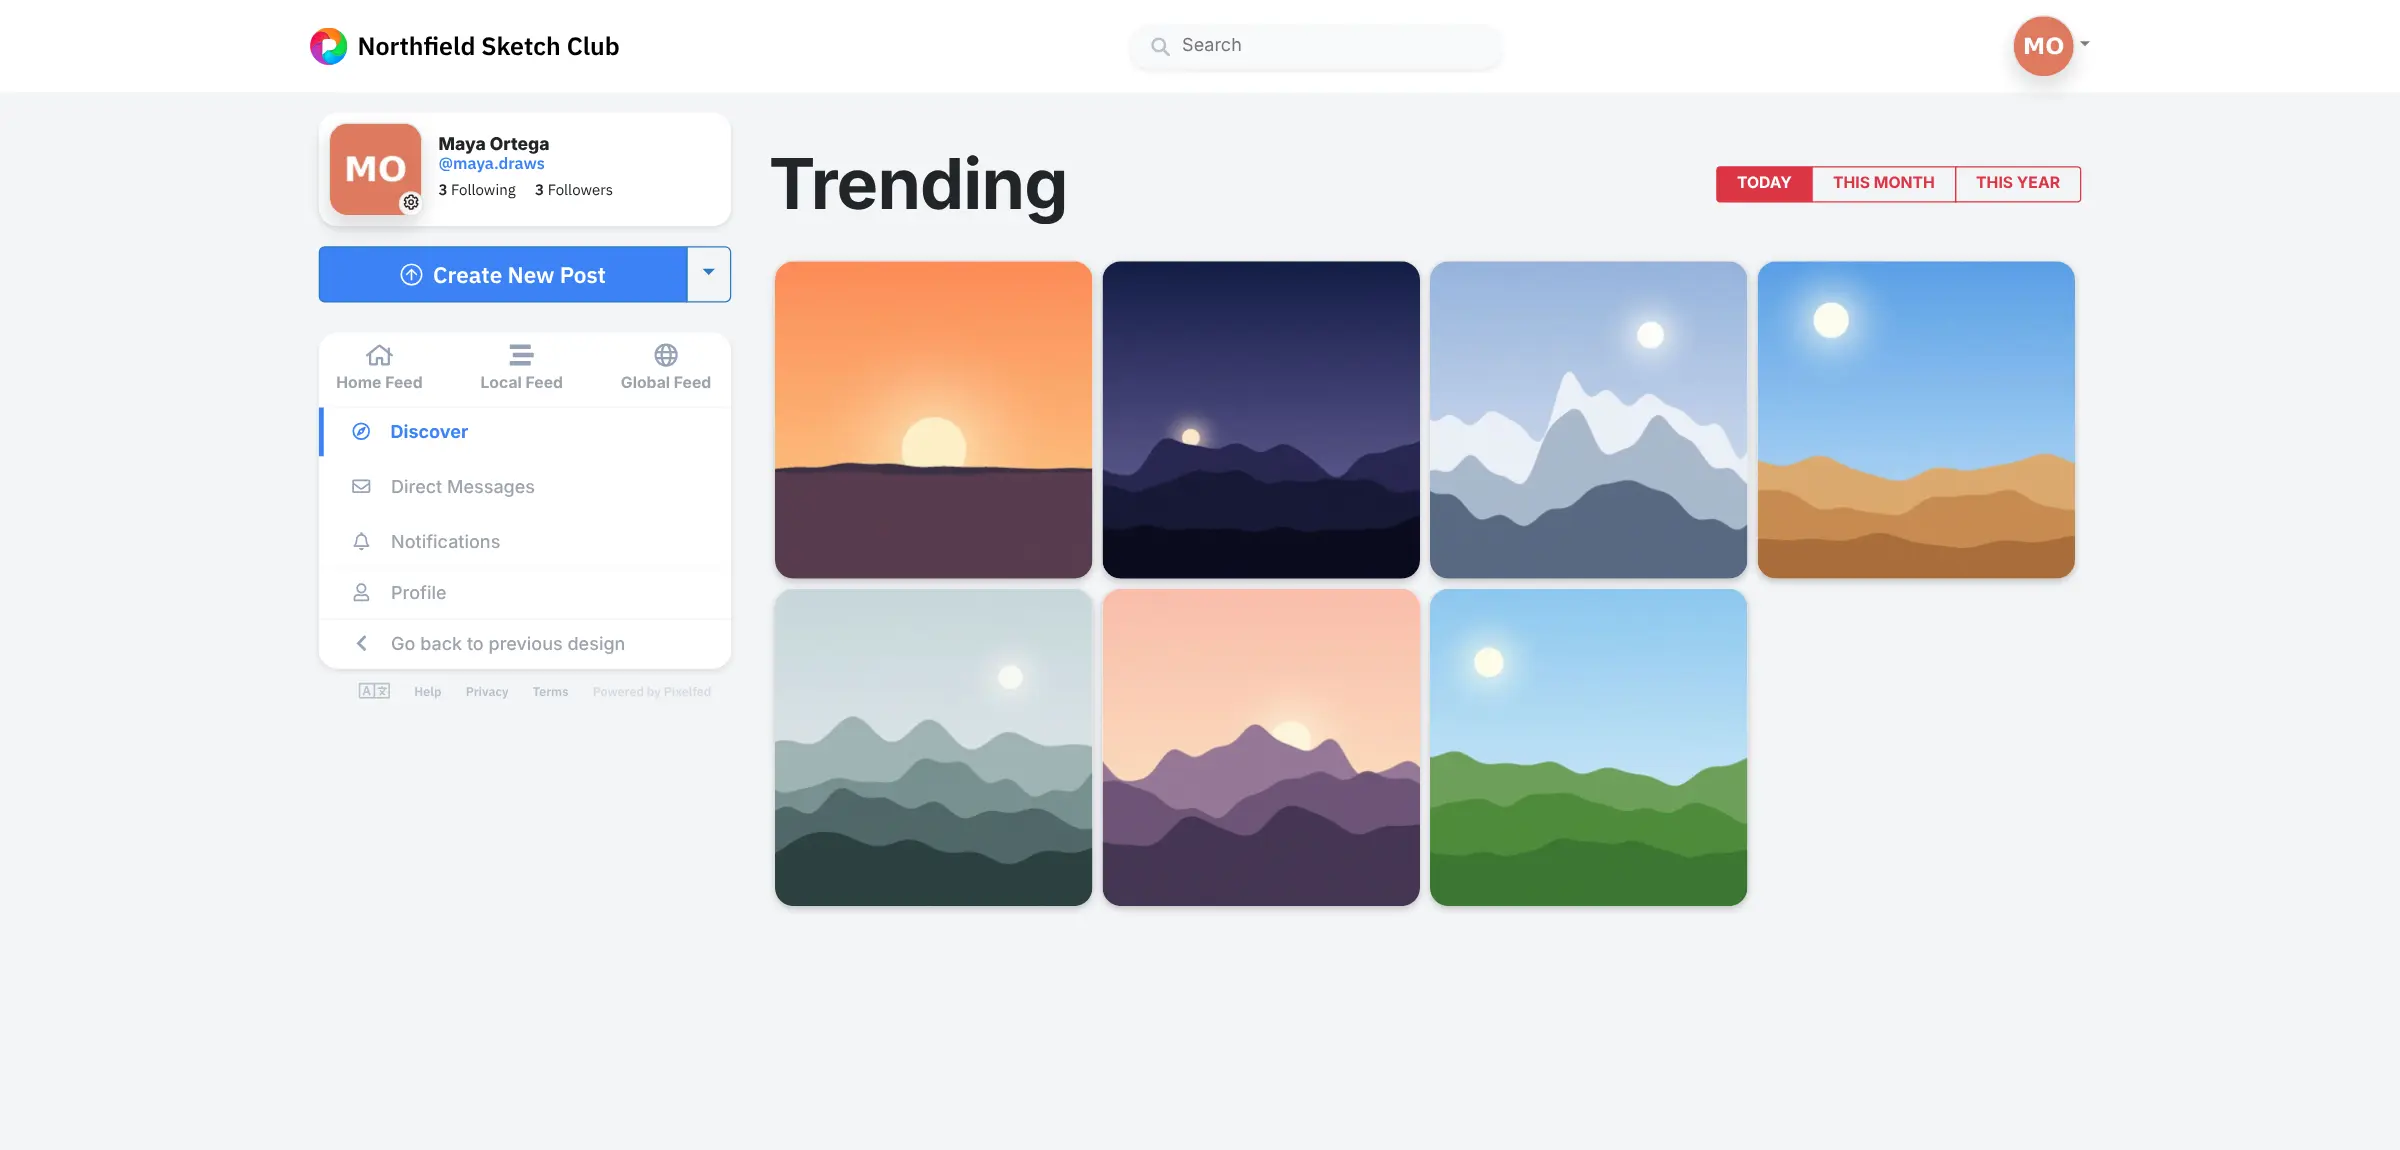 Northfield Sketch Club
Search
MO
MO
Maya Ortega
@maya.draws
3 Following 3 Followers
Create New Post
Home Feed Local Feed Global Feed
Discover
Direct Messages
Notifications
Profile
Go back to previous design
A文 Help Privacy Terms Powered by Pixelfed
Trending
TODAY THIS MONTH THIS YEAR